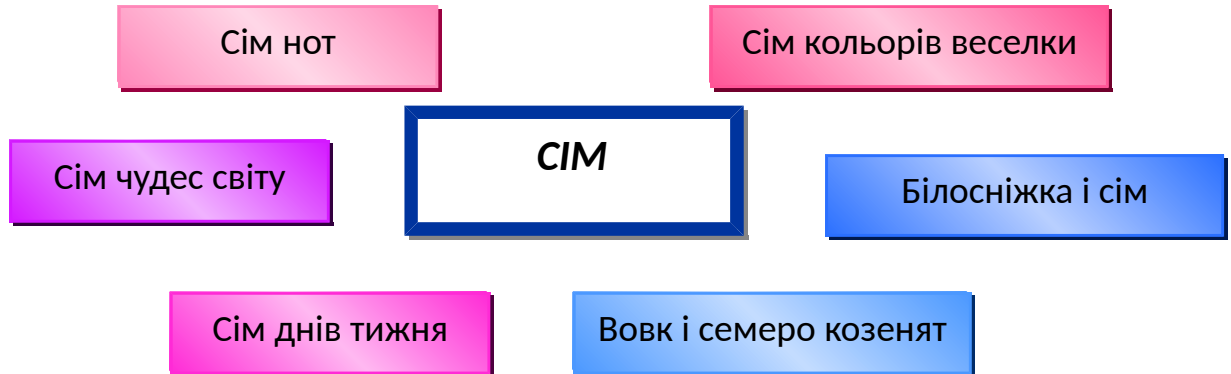 Сім нот
Сім кольорів веселки
СІМ
Сім чудес світу
Білосніжка і сім
Сім днів тижня
Вовк і семеро козенят